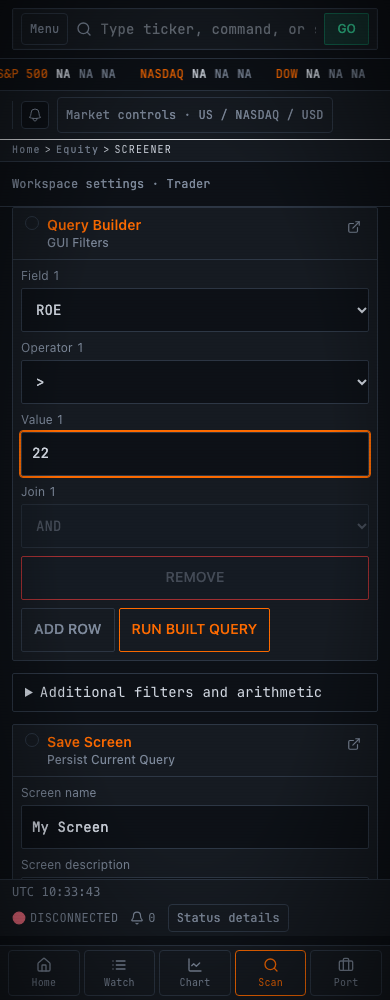 Menu
Type ticker, command, or
GO
S&P 500 NA NA NA NASDAQ NA NA NA DOW NA NA NA
Market controls · US / NASDAQ / USD
Home > Equity > SCREENER
Workspace settings · Trader
Query Builder
GUI Filters
Field 1
ROE
Operator 1
>
Value 1
22
Join 1
AND
REMOVE
ADD ROW
RUN BUILT QUERY
Additional filters and arithmetic
Save Screen
Persist Current Query
Screen name
My Screen
Screen description
UTC 10:33:43
DISCONNECTED 0 Status details
Home Watch Chart Scan Port